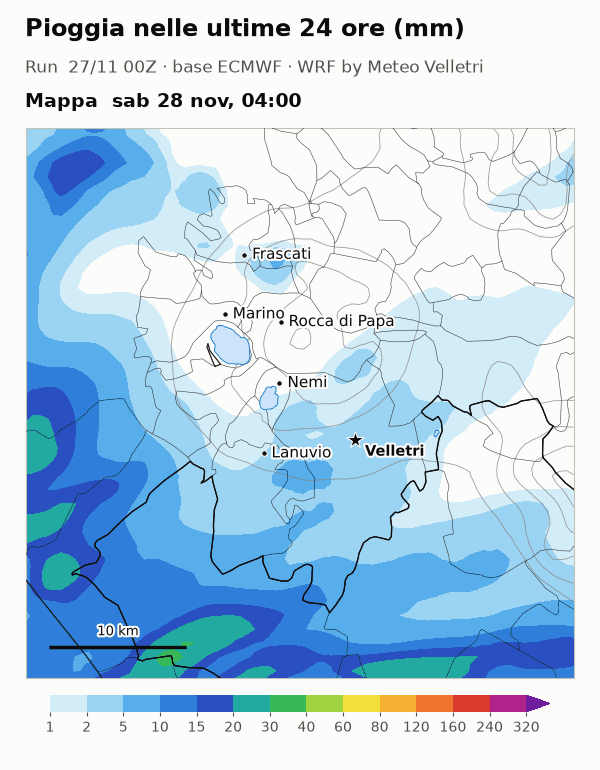 Pioggia nelle ultime 24 ore (mm)
Run 27/11 00Z · base ECMWF · WRF by Meteo Velletri
Mappa sab 28 nov, 04:00
Frascati
Marino
Rocca di Papa
Nemi
Velletri
Lanuvio
10 km
1 2 5 10 15 20 30 40 60 80 120 160 240 320